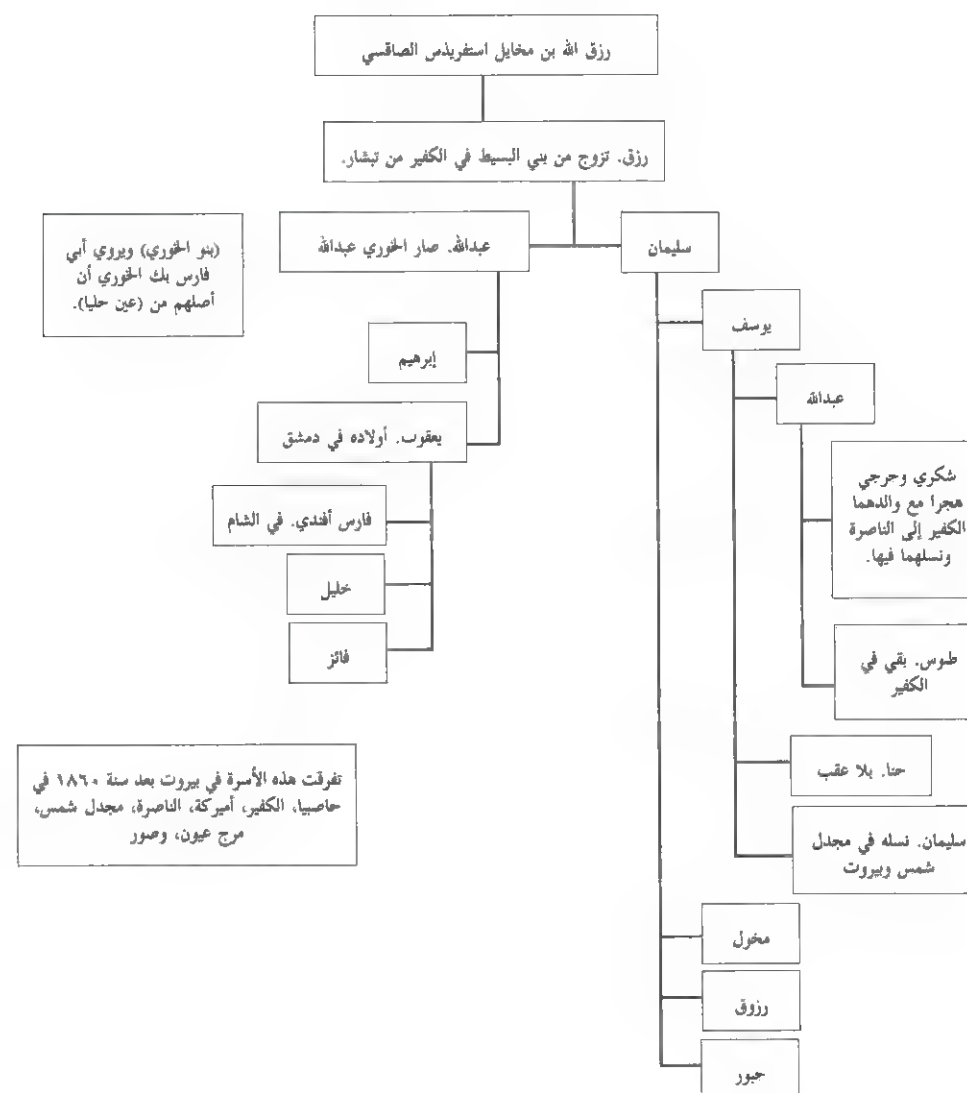 رزق الله بن مخايل استفريذس الصاقسي
رزق. تزوج من بني البسيط في الكفير من تبشار.
(بنو الخوري) ويروي أبي
فارس بك الخوري أن
أصلهم من (عين حليا).
عبدالله. صار الخوري عبدالله
سليمان
إبرهيم
يعقوب. أولاده في دمشق
فارس أفندي. في الشام
خليل
فائز
يوسف
عبدالله
شكري وجرجي
هجرا مع والدهما
الكفير إلى الناصرة
ونسلهما فيها.
طنوس. بقي في
الكفير
حنا. بلا عقب
سليمان. نسله في مجدل
شمس وبيروت
مخول
رزوق
جبور
تفرقت هذه الأسرة في بيروت بعد سنة ١٨٦٠ في
حاصبيا، الكفير، أميركة، الناصرة، مجدل شمس،
مرج عيون، وصور